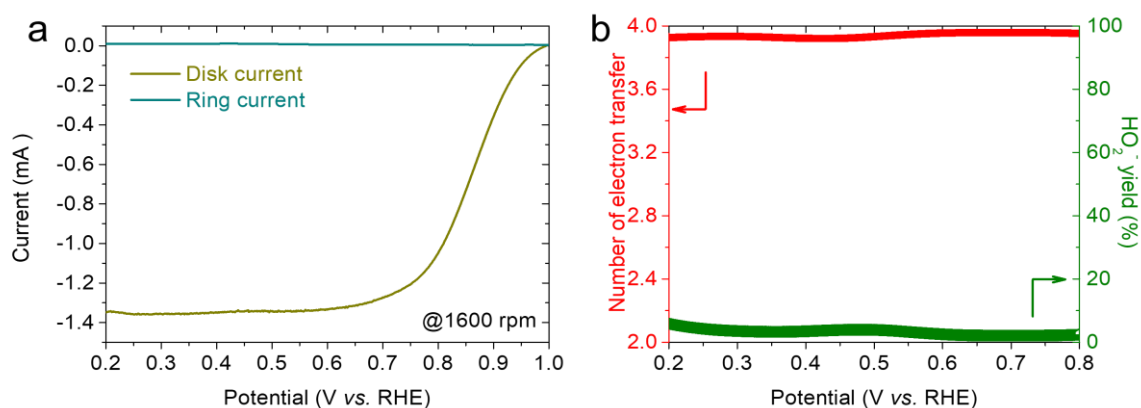 a
0.0
-0.2
-0.4
-0.6
-0.8
-1.0
-1.2
-1.4
Current (mA )
Disk current
Ring current
@1600 rpm
0.2 0.3 0.4 0.5 0.6 0.7 0.8 0.9 1.0
Potential (V vs. RHE)
b
4.0
3.6
3.2
2.8
2.4
2.0
Number of electron transfer
100
80
60
40
20
0
HO₂⁻ yield (%)
0.2 0.3 0.4 0.5 0.6 0.7 0.8
Potential (V vs. RHE)